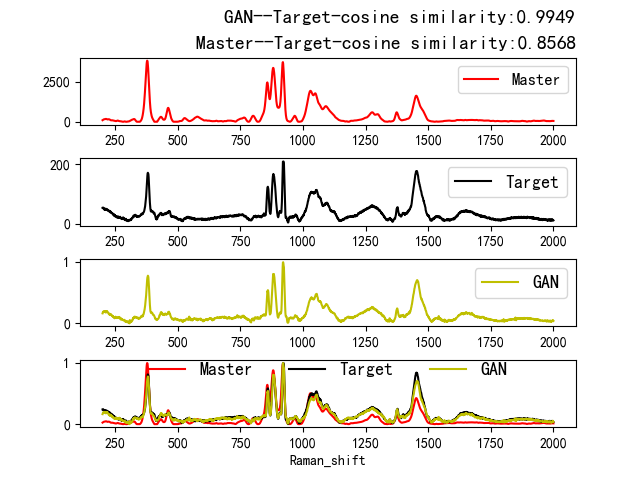 GAN--Target-cosine similarity:0.9949
Master--Target-cosine similarity:0.8568
2500
0
Master
250 500 750 1000 1250 1500 1750 2000
200
0
Target
250 500 750 1000 1250 1500 1750 2000
1
0
GAN
250 500 750 1000 1250 1500 1750 2000
1
0
Master Target GAN
250 500 750 1000 1250 1500 1750 2000
Raman_shift